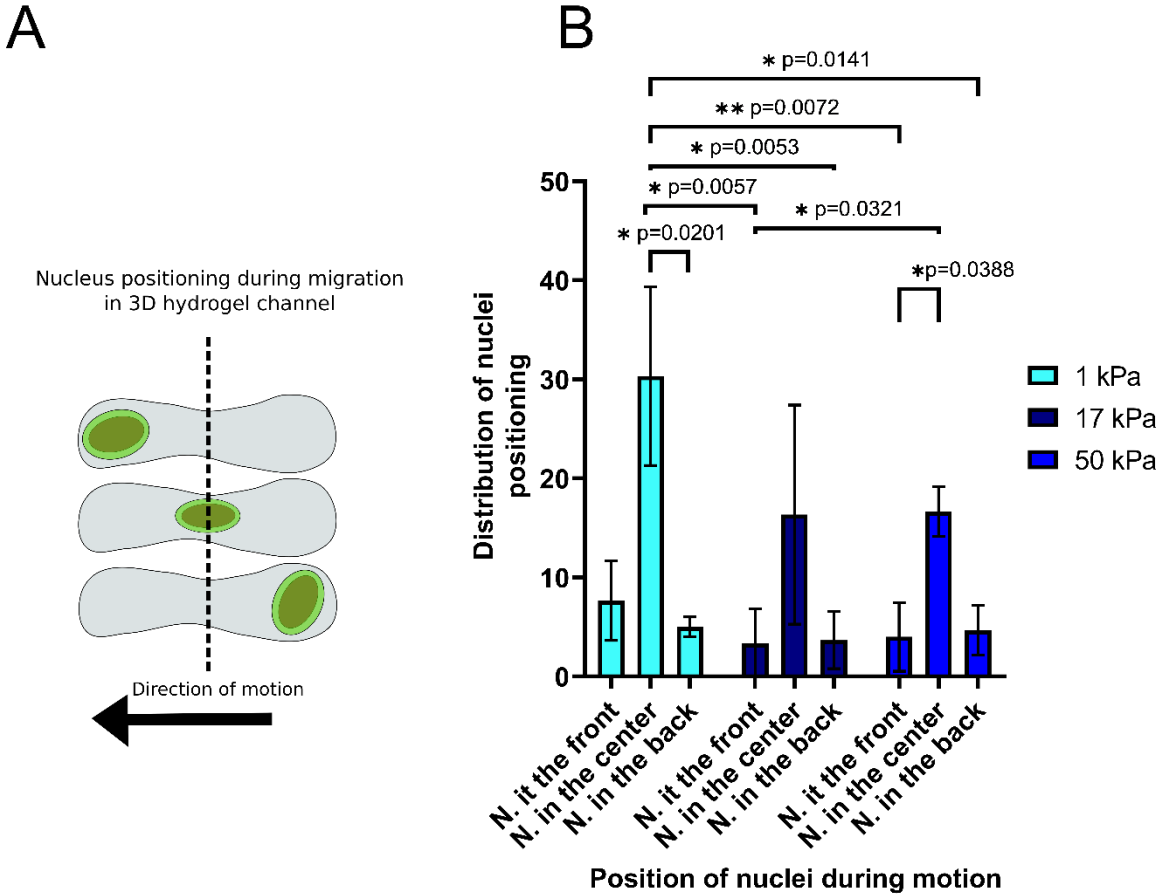 A
Nucleus positioning during migration
in 3D hydrogel channel
Direction of motion
B
* p=0.0141
** p=0.0072
* p=0.0053
* p=0.0057
* p=0.0321
* p=0.0201
*p=0.0388
Distribution of nuclei
positioning
50
40
30
20
10
0
N. it the front
N. in the center
N. in the back
N. it the front
N. in the center
N. in the back
N. it the front
N. in the center
N. in the back
Position of nuclei during motion
1 kPa
17 kPa
50 kPa